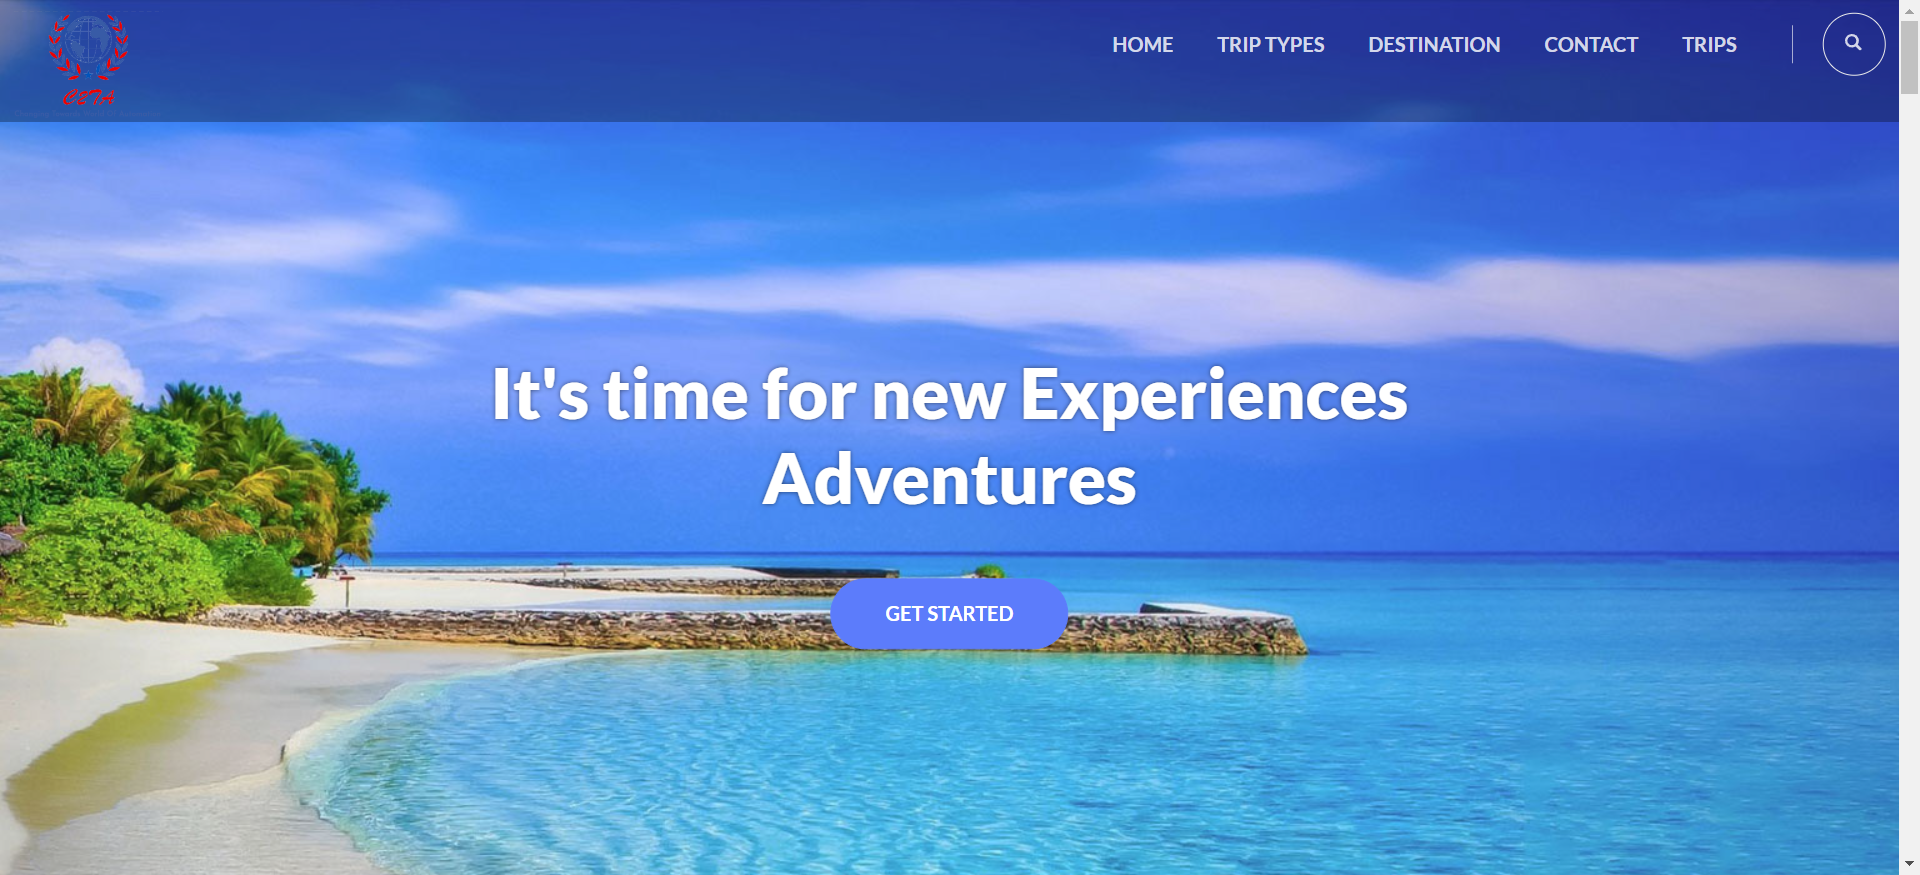 CETA
HOME
TRIP TYPES
DESTINATION
CONTACT
TRIPS
It's time for new Experiences
Adventures
GET STARTED